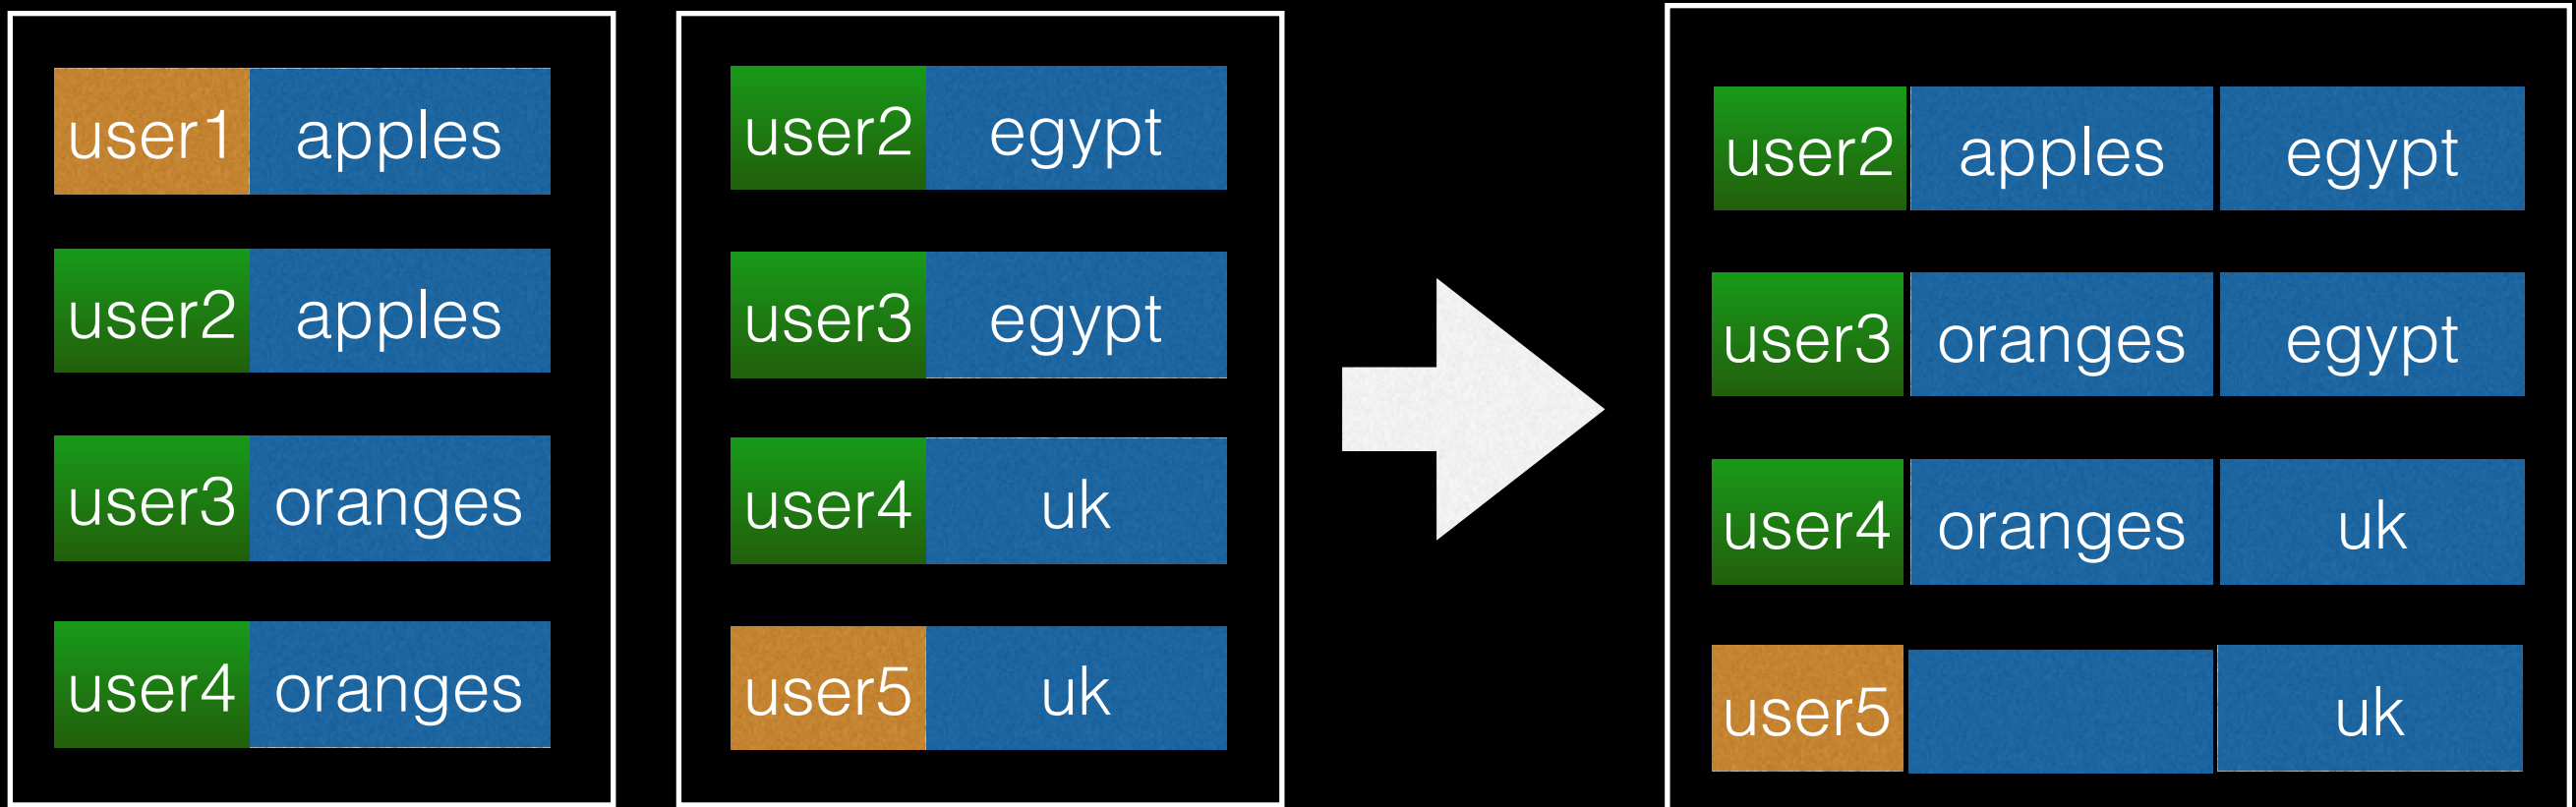 user1 apples
user2 apples
user3 oranges
user4 oranges
user2 egypt
user3 egypt
user4 uk
user5 uk
user2 apples egypt
user3 oranges egypt
user4 oranges uk
user5 uk